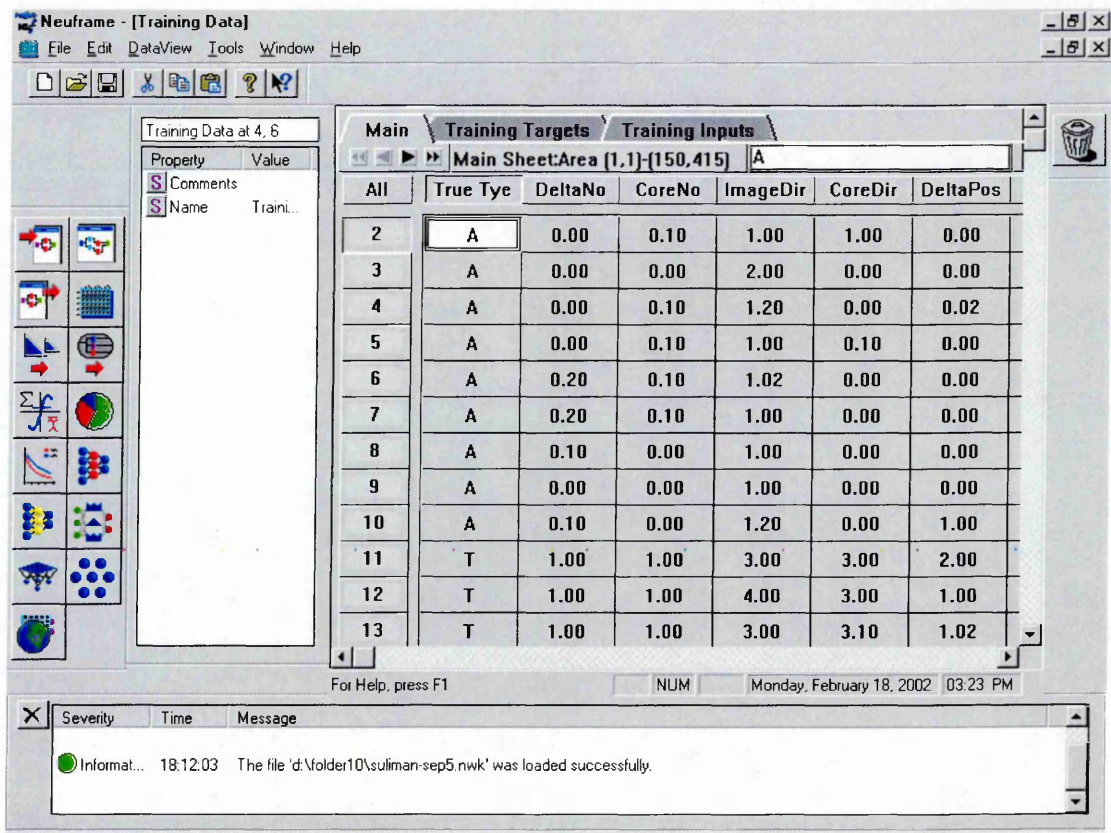 Neuframe - [Training Data]
File Edit DataView Tools Window Help
Training Data at 4, 6
Property Value
S Comments
S Name Traini...
Main Training Targets Training Inputs
Main Sheet:Area (1,1)-(150,415) A
All True Tye DeltaNo CoreNo ImageDir CoreDir DeltaPos
2 A 0.00 0.10 1.00 1.00 0.00
3 A 0.00 0.00 2.00 0.00 0.00
4 A 0.00 0.10 1.20 0.00 0.02
5 A 0.00 0.10 1.00 0.10 0.00
6 A 0.20 0.10 1.02 0.00 0.00
7 A 0.20 0.10 1.00 0.00 0.00
8 A 0.10 0.00 1.00 0.00 0.00
9 A 0.00 0.00 1.00 0.00 0.00
10 A 0.10 0.00 1.20 0.00 1.00
11 T 1.00 1.00 3.00 3.00 2.00
12 T 1.00 1.00 4.00 3.00 1.00
13 T 1.00 1.00 3.00 3.10 1.02
For Help, press F1 NUM Monday, February 18, 2002 03:23 PM
Severity Time Message
Informat... 18:12:03 The file 'd:\folder10\suliman-sep5.nwk' was loaded successfully.